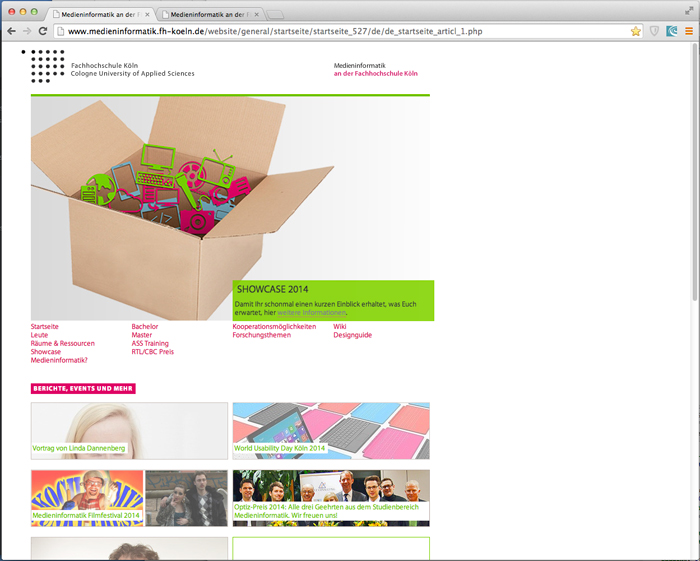 Medieninformatik an der F
Medieninformatik an der F
www.medieninformatik.fh-koeln.de/website/general/startseite/startseite_527/de/de_startseite_articl_1.php
Fachhochschule Köln
Cologne University of Applied Sciences
Medieninformatik
an der Fachhochschule Köln
SHOWCASE 2014
Damit Ihr schonmal einen kurzen Einblick erhaltet, was Euch
erwartet, hier weitere Informationen.
Startseite
Leute
Räume & Ressourcen
Showcase
Medieninformatik?
Bachelor
Master
ASS Training
RTL/CBC Preis
Kooperationsmöglichkeiten
Forschungsthemen
Wiki
Designguide
BERICHTE, EVENTS UND MEHR
Vortrag von Linda Dannenberg
World Usability Day Köln 2014
Medieninformatik Filmfestival 2014
Optiz-Preis 2014: Alle drei Geehrten aus dem Studienbereich
Medieninformatik. Wir freuen uns!